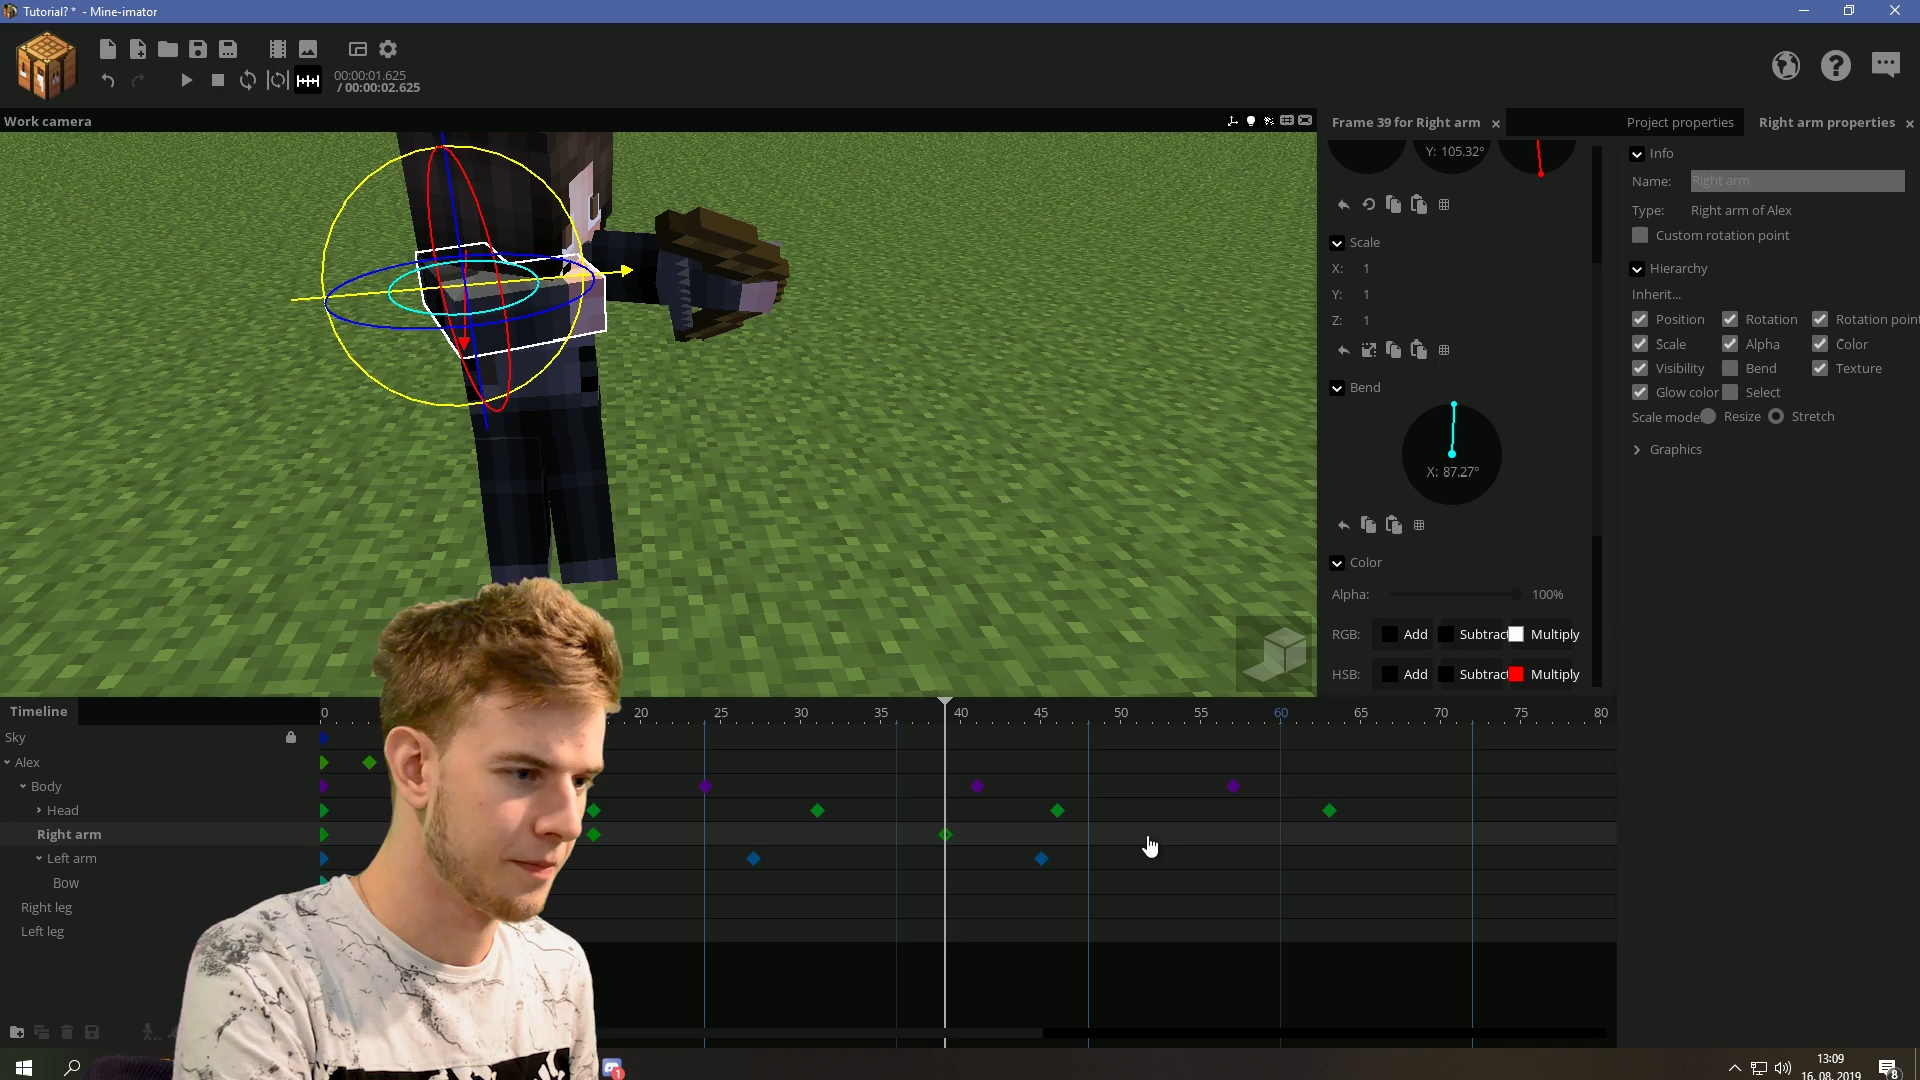 Tutorial? * - Mine-imator
00:00:01.625
/ 00:00:02.625
Work camera
Frame 39 for Right arm
Project properties
Right arm properties
Y: 105.32°
Scale
X: 1
Y: 1
Z: 1
Bend
X: 87.27°
Color
Alpha: 100%
RGB: Add Subtract Multiply
HSB: Add Subtract Multiply
Info
Name: Right arm
Type: Right arm of Alex
Custom rotation point
Hierarchy
Inherit...
Position Rotation Rotation point
Scale Alpha Color
Visibility Bend Texture
Glow color Select
Scale mode Resize Stretch
Graphics
Timeline
0 20 25 30 35 40 45 50 55 60 65 70 75 80
Sky
Alex
Body
Head
Right arm
Left arm
Bow
Right leg
Left leg
1
13:09
16. 08. 2019
8